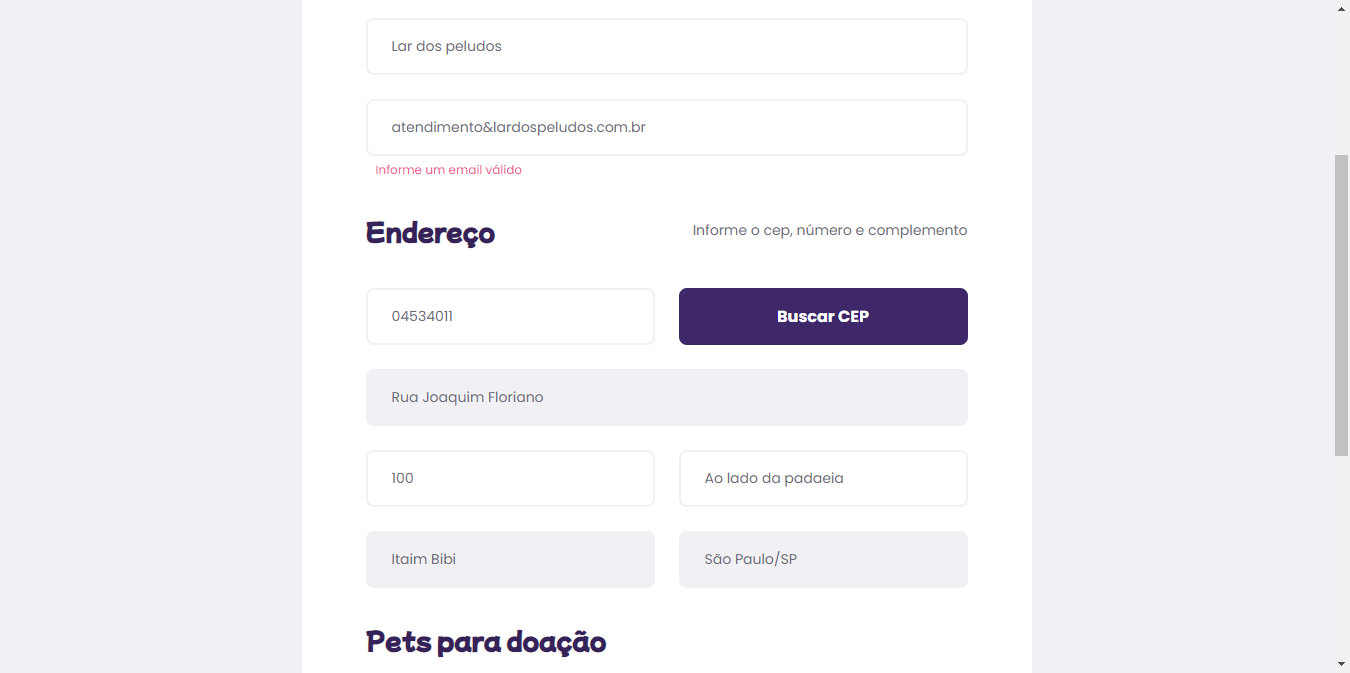 Lar dos peludos
atendimento&lardospeludos.com.br
Informe um email válido
Endereço
Informe o cep, número e complemento
04534011
Buscar CEP
Rua Joaquim Floriano
100
Ao lado da padaeia
Itaim Bibi
São Paulo/SP
Pets para doação